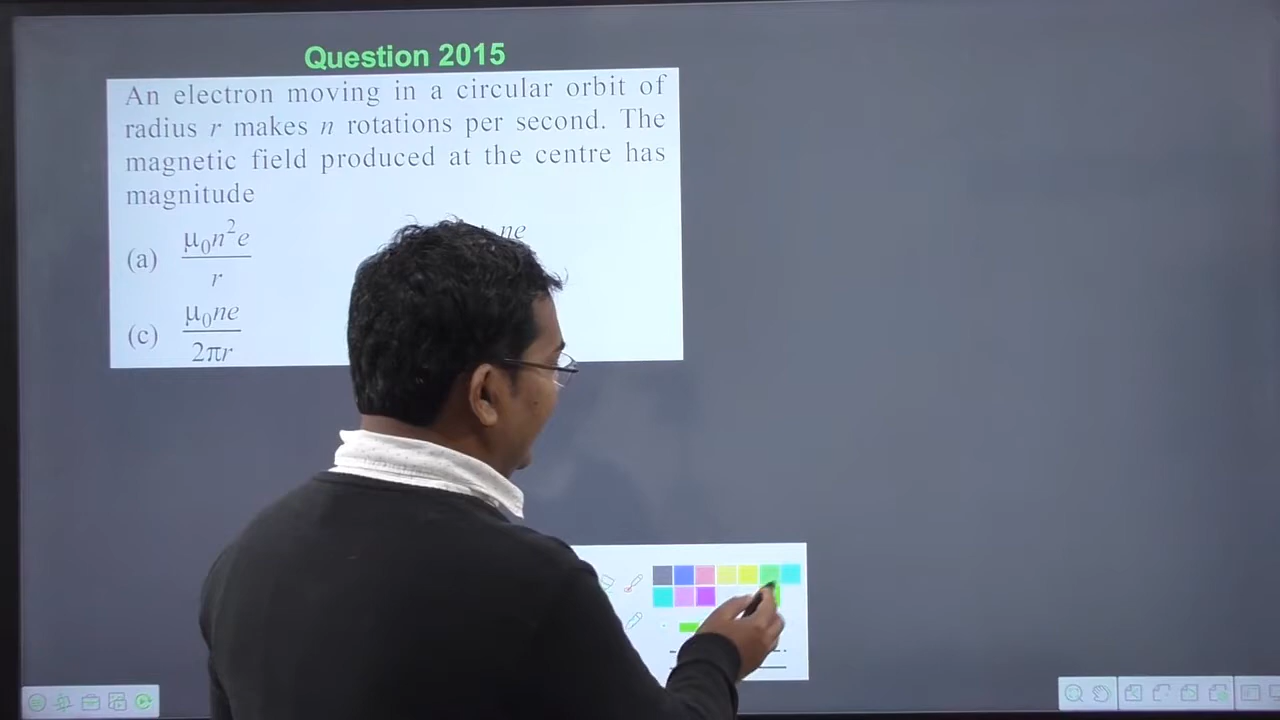 Question 2015
An electron moving in a circular orbit of
radius r makes n rotations per second. The
magnetic field produced at the centre has
magnitude
(a) μ₀n²e / r
ne
(c) μ₀ne / 2πr